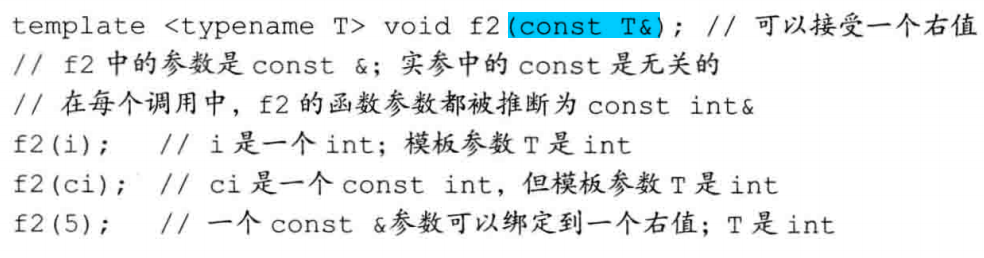 template <typename T> void f2(const T&); // 可以接受一个右值
// f2 中的参数是 const &; 实参中的 const 是无关的
// 在每个调用中, f2 的函数参数都被推断为 const int&
f2(i); // i 是一个 int; 模板参数 T 是 int
f2(ci); // ci 是一个 const int, 但模板参数 T 是 int
f2(5); // 一个 const &参数可以绑定到一个右值; T 是 int